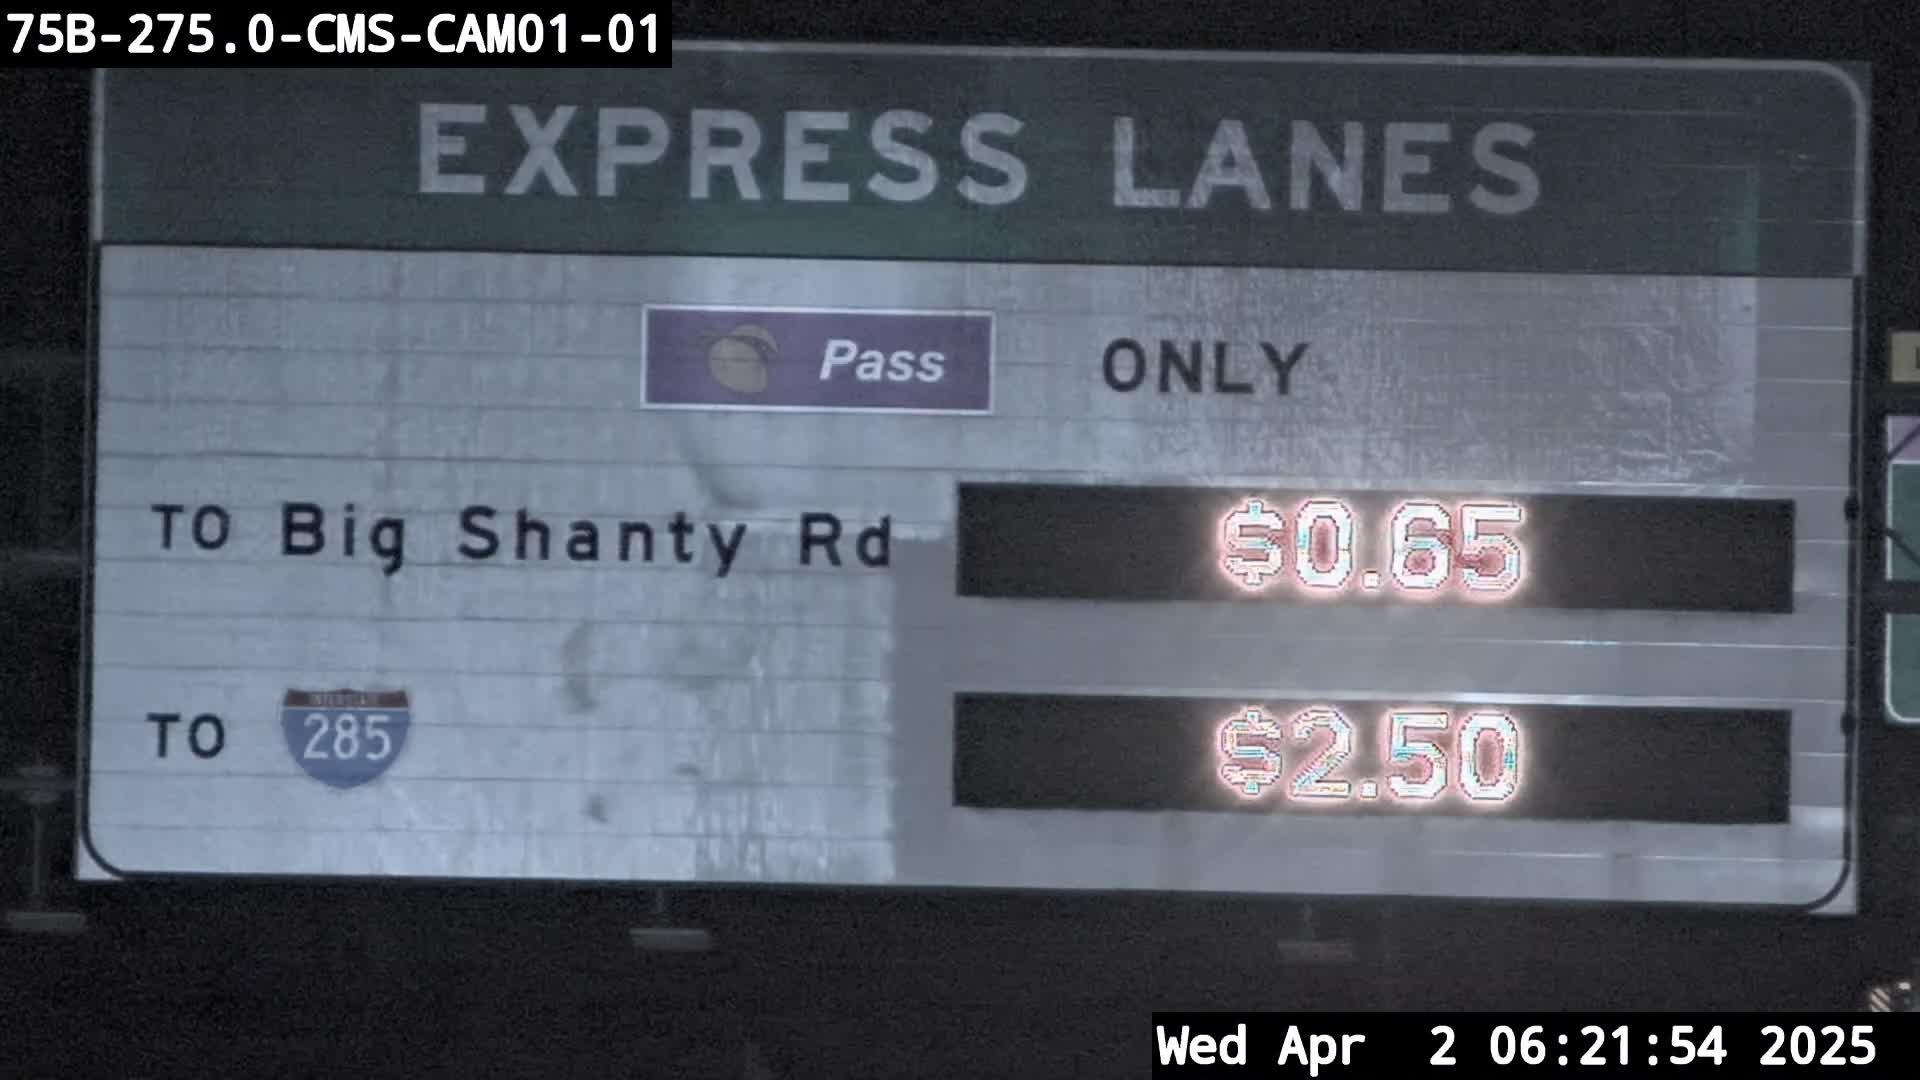 75B-275.0-CMS-CAM01-01
EXPRESS LANES
Pass ONLY
TO Big Shanty Rd $0.65
INTERSTATE
TO 285 $2.50
Wed Apr 2 06:21:54 2025